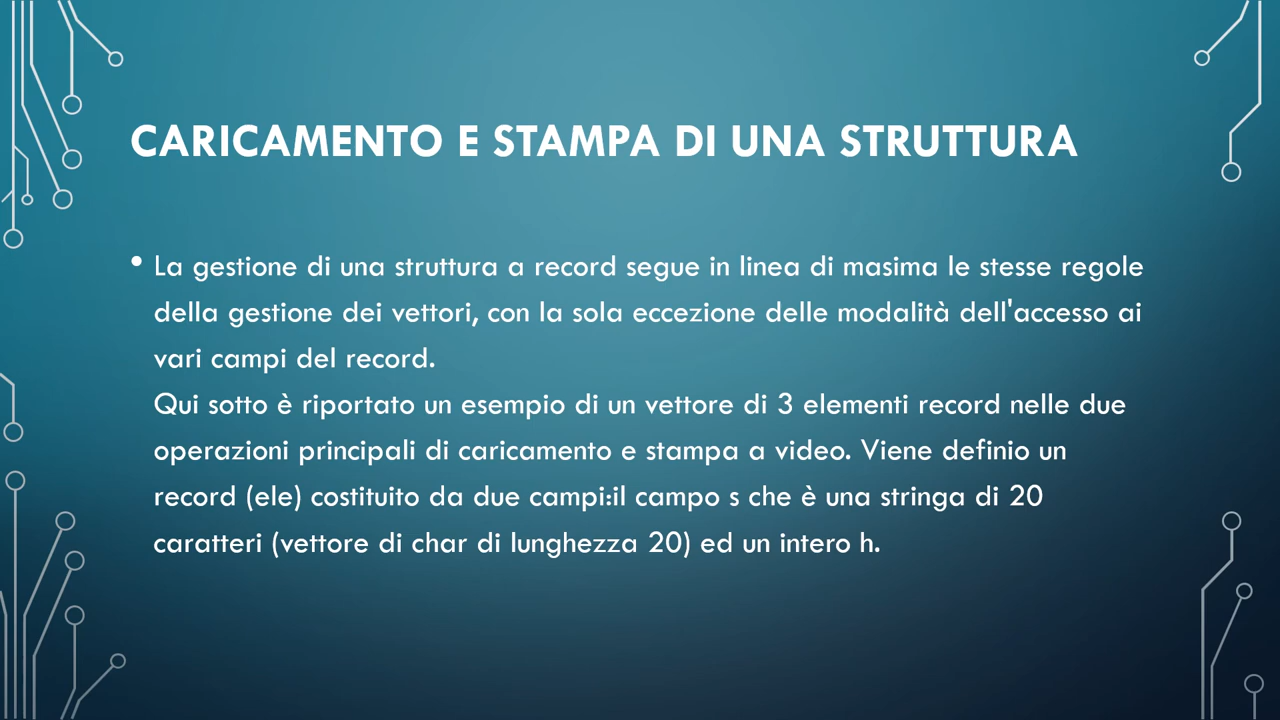 CARICAMENTO E STAMPA DI UNA STRUTTURA
• La gestione di una struttura a record segue in linea di masima le stesse regole
della gestione dei vettori, con la sola eccezione delle modalità dell'accesso ai
vari campi del record.
Qui sotto è riportato un esempio di un vettore di 3 elementi record nelle due
operazioni principali di caricamento e stampa a video. Viene definio un
record (ele) costituito da due campi:il campo s che è una stringa di 20
caratteri (vettore di char di lunghezza 20) ed un intero h.